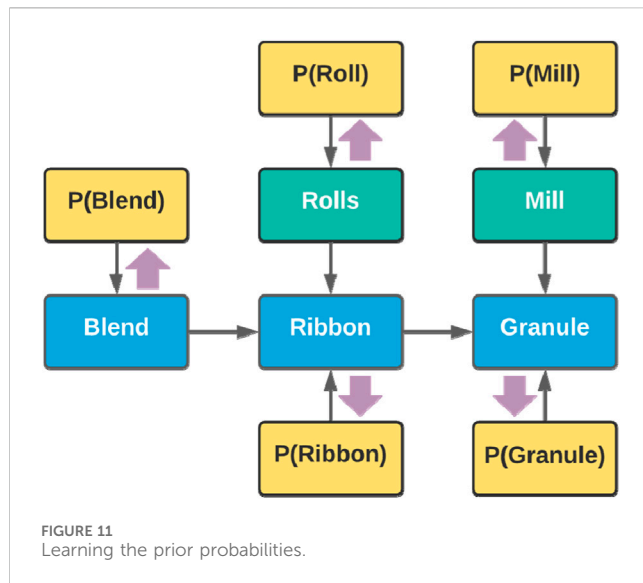 P(Roll)
P(Mill)
P(Blend)
Rolls
Mill
Blend
Ribbon
Granule
P(Ribbon)
P(Granule)
FIGURE 11
Learning the prior probabilities.